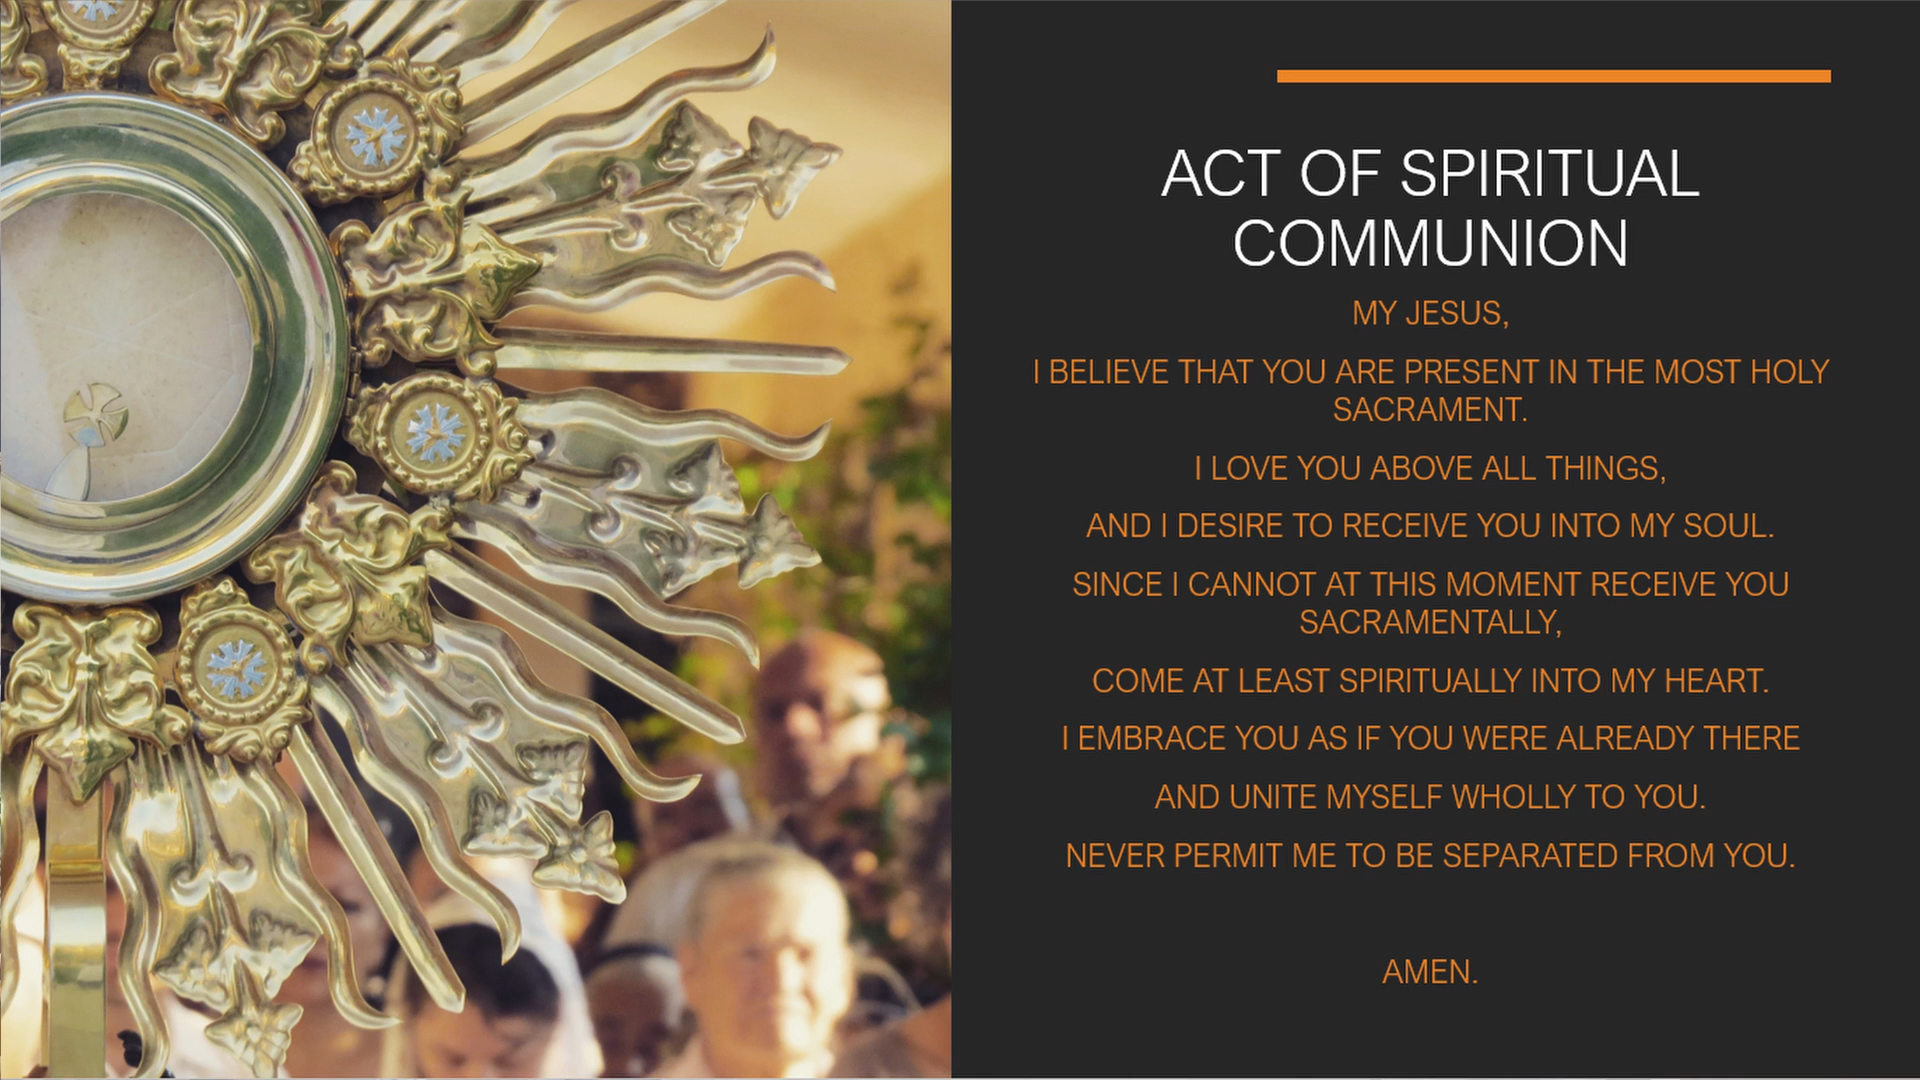 ACT OF SPIRITUAL
COMMUNION
MY JESUS,
I BELIEVE THAT YOU ARE PRESENT IN THE MOST HOLY
SACRAMENT.
I LOVE YOU ABOVE ALL THINGS,
AND I DESIRE TO RECEIVE YOU INTO MY SOUL.
SINCE I CANNOT AT THIS MOMENT RECEIVE YOU
SACRAMENTALLY,
COME AT LEAST SPIRITUALLY INTO MY HEART.
I EMBRACE YOU AS IF YOU WERE ALREADY THERE
AND UNITE MYSELF WHOLLY TO YOU.
NEVER PERMIT ME TO BE SEPARATED FROM YOU.
AMEN.